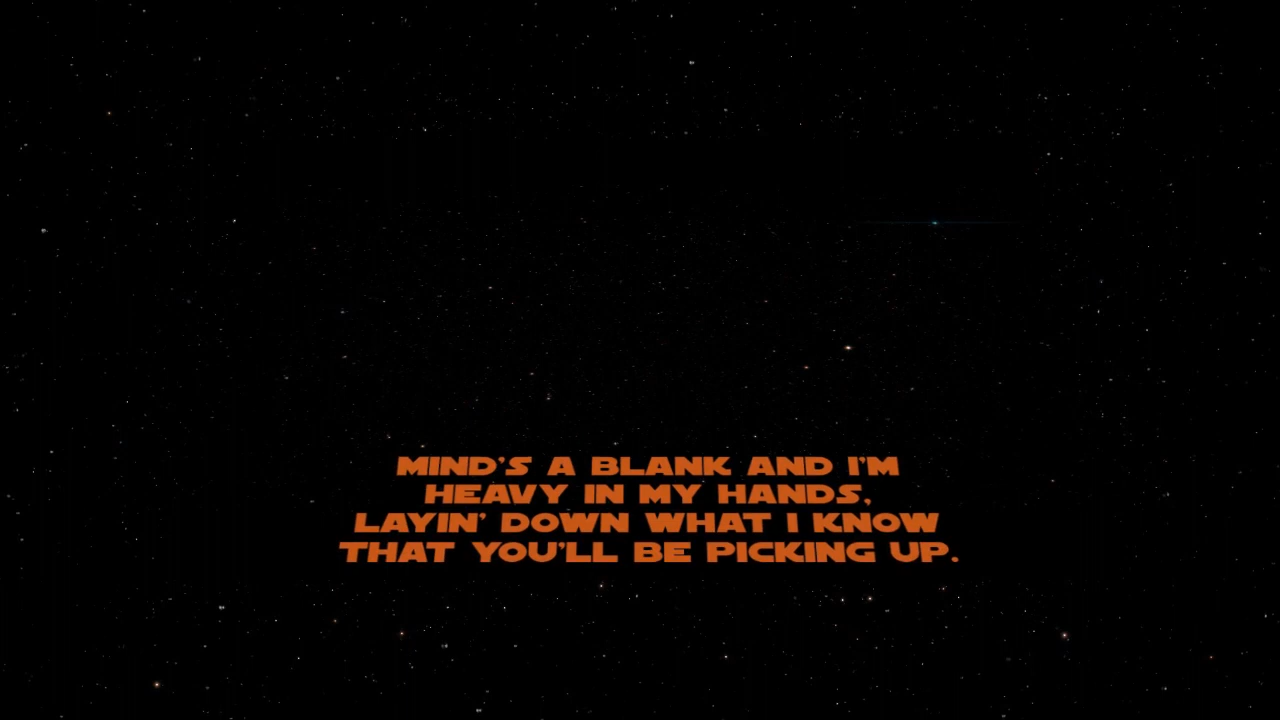 MIND'S A BLANK AND I'M
HEAVY IN MY HANDS,
LAYIN' DOWN WHAT I KNOW
THAT YOU'LL BE PICKING UP.